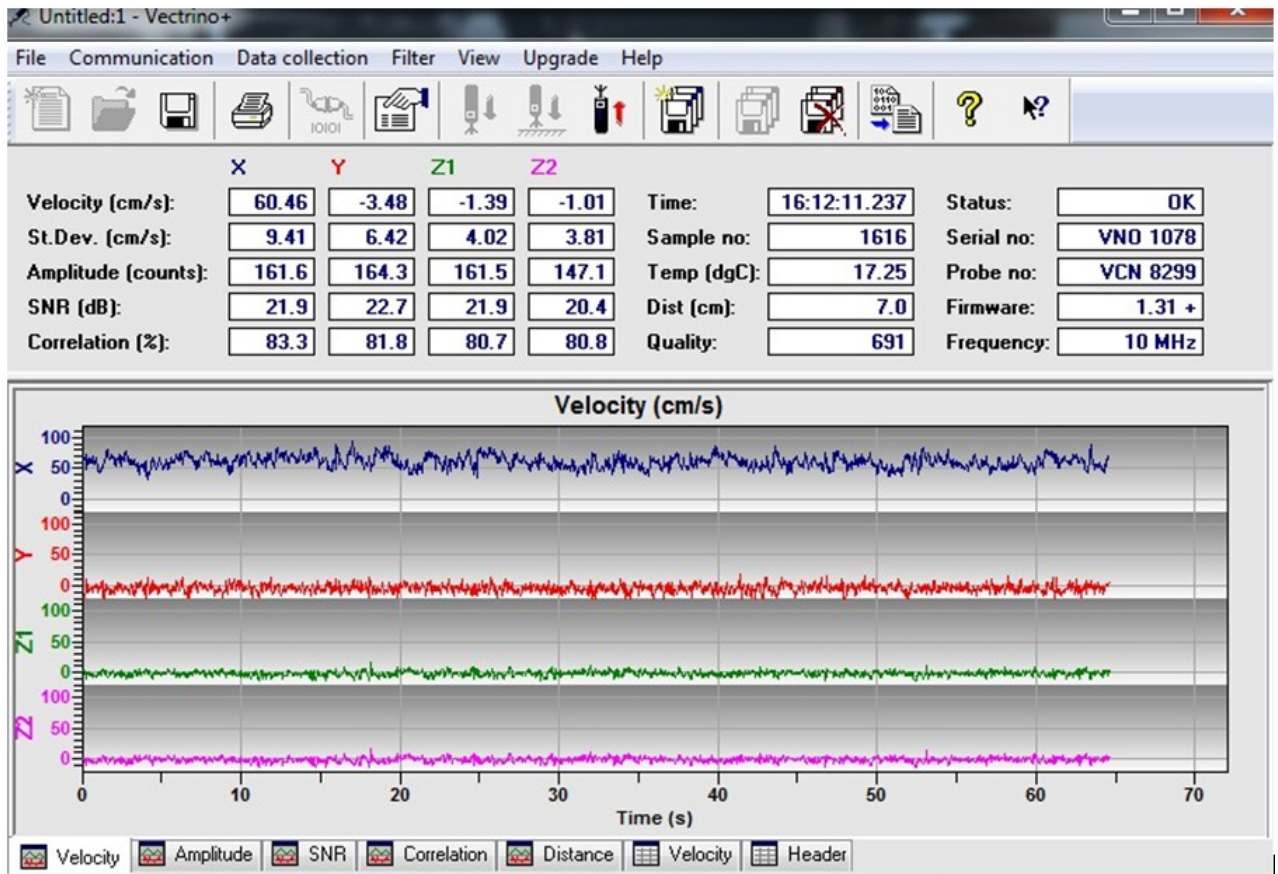 Untitled:1 - Vectrino+
File Communication Data collection Filter View Upgrade Help
10101
X Y Z1 Z2
Velocity (cm/s): 60.46 -3.48 -1.39 -1.01 Time: 16:12:11.237 Status: OK
St.Dev. (cm/s): 9.41 6.42 4.02 3.81 Sample no: 1616 Serial no: VNO 1078
Amplitude (counts): 161.6 164.3 161.5 147.1 Temp (dgC): 17.25 Probe no: VCN 8299
SNR (dB): 21.9 22.7 21.9 20.4 Dist (cm): 7.0 Firmware: 1.31 +
Correlation (%): 83.3 81.8 80.7 80.8 Quality: 691 Frequency: 10 MHz
Velocity (cm/s)
100
X 50
0
100
Y 50
0
100
Z1 50
0
100
Z2 50
0
0 10 20 30 40 50 60 70
Time (s)
Velocity Amplitude SNR Correlation Distance Velocity Header